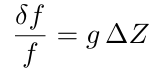 δf/f = g ΔZ